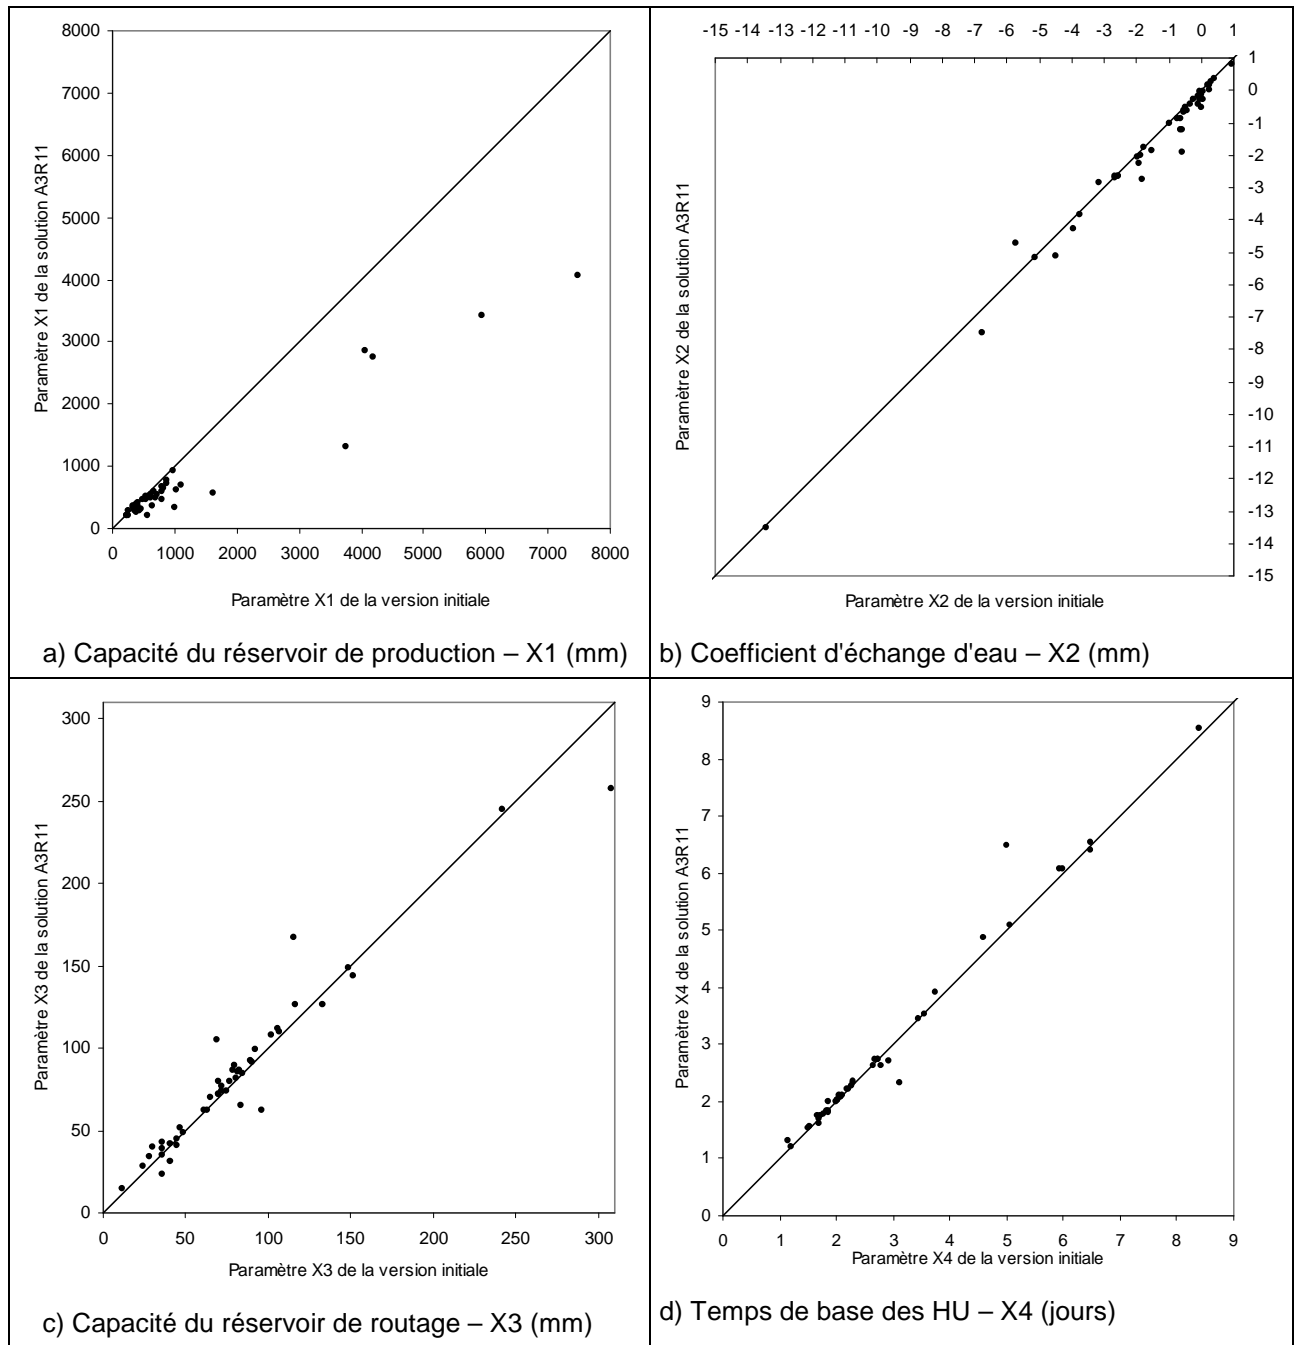 8000
7000
6000
5000
4000
3000
2000
1000
0
Paramètre X1 de la solution A3R11
0 1000 2000 3000 4000 5000 6000 7000 8000
Paramètre X1 de la version initiale
a) Capacité du réservoir de production – X1 (mm)
-15 -14 -13 -12 -11 -10 -9 -8 -7 -6 -5 -4 -3 -2 -1 0 1
1
0
-1
-2
-3
-4
-5
-6
-7
-8
-9
-10
-11
-12
-13
-14
-15
Paramètre X2 de la solution A3R11
Paramètre X2 de la version initiale
b) Coefficient d'échange d'eau – X2 (mm)
300
250
200
150
100
50
0
Paramètre X3 de la solution A3R11
0 50 100 150 200 250 300
Paramètre X3 de la version initiale
c) Capacité du réservoir de routage – X3 (mm)
9
8
7
6
5
4
3
2
1
0
Paramètre X4 de la solution A3R11
0 1 2 3 4 5 6 7 8 9
Paramètre X4 de la version initiale
d) Temps de base des HU – X4 (jours)